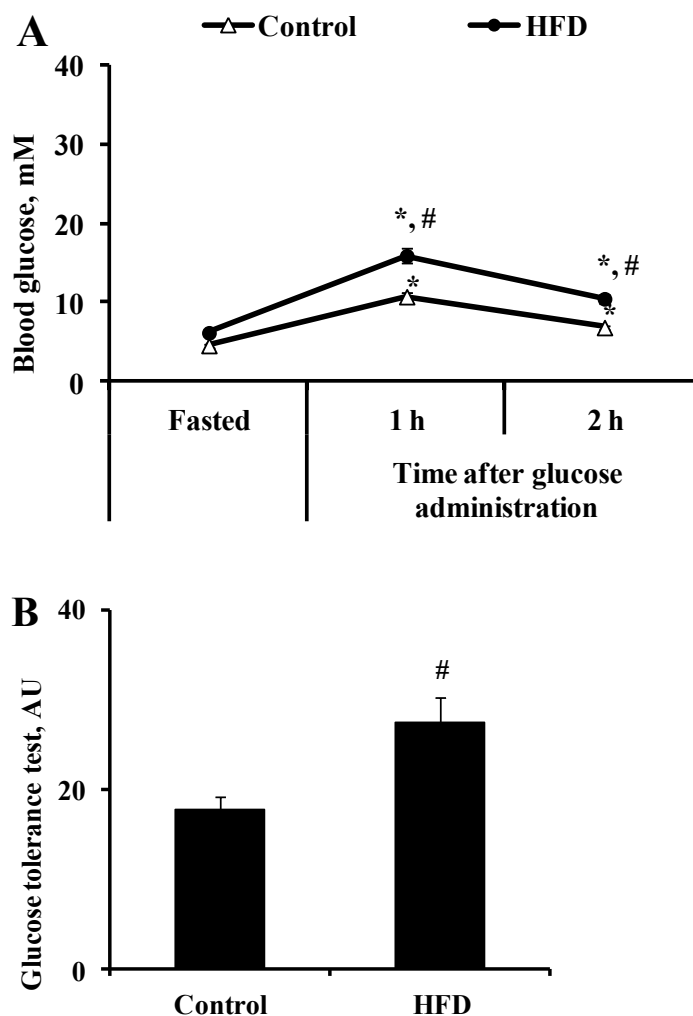 A
Control
HFD
Blood glucose, mM
40
30
20
10
0
*, #
*, #
*
*
Fasted
1 h
2 h
Time after glucose
administration
B
Glucose tolerance test, AU
40
20
0
#
Control
HFD